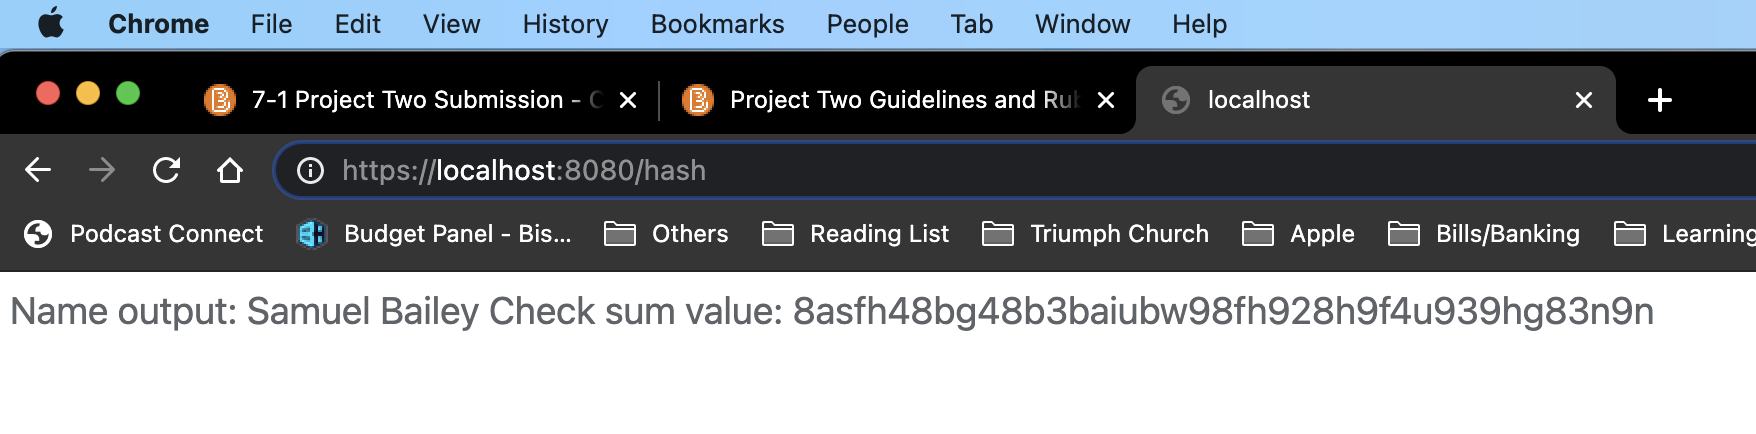 Chrome File Edit View History Bookmarks People Tab Window Help
7-1 Project Two Submission - C Project Two Guidelines and Rub localhost
https://localhost:8080/hash
Podcast Connect Budget Panel - Bis... Others Reading List Triumph Church Apple Bills/Banking Learning
Name output: Samuel Bailey Check sum value: 8asfh48bg48b3baiubw98fh928h9f4u939hg83n9n